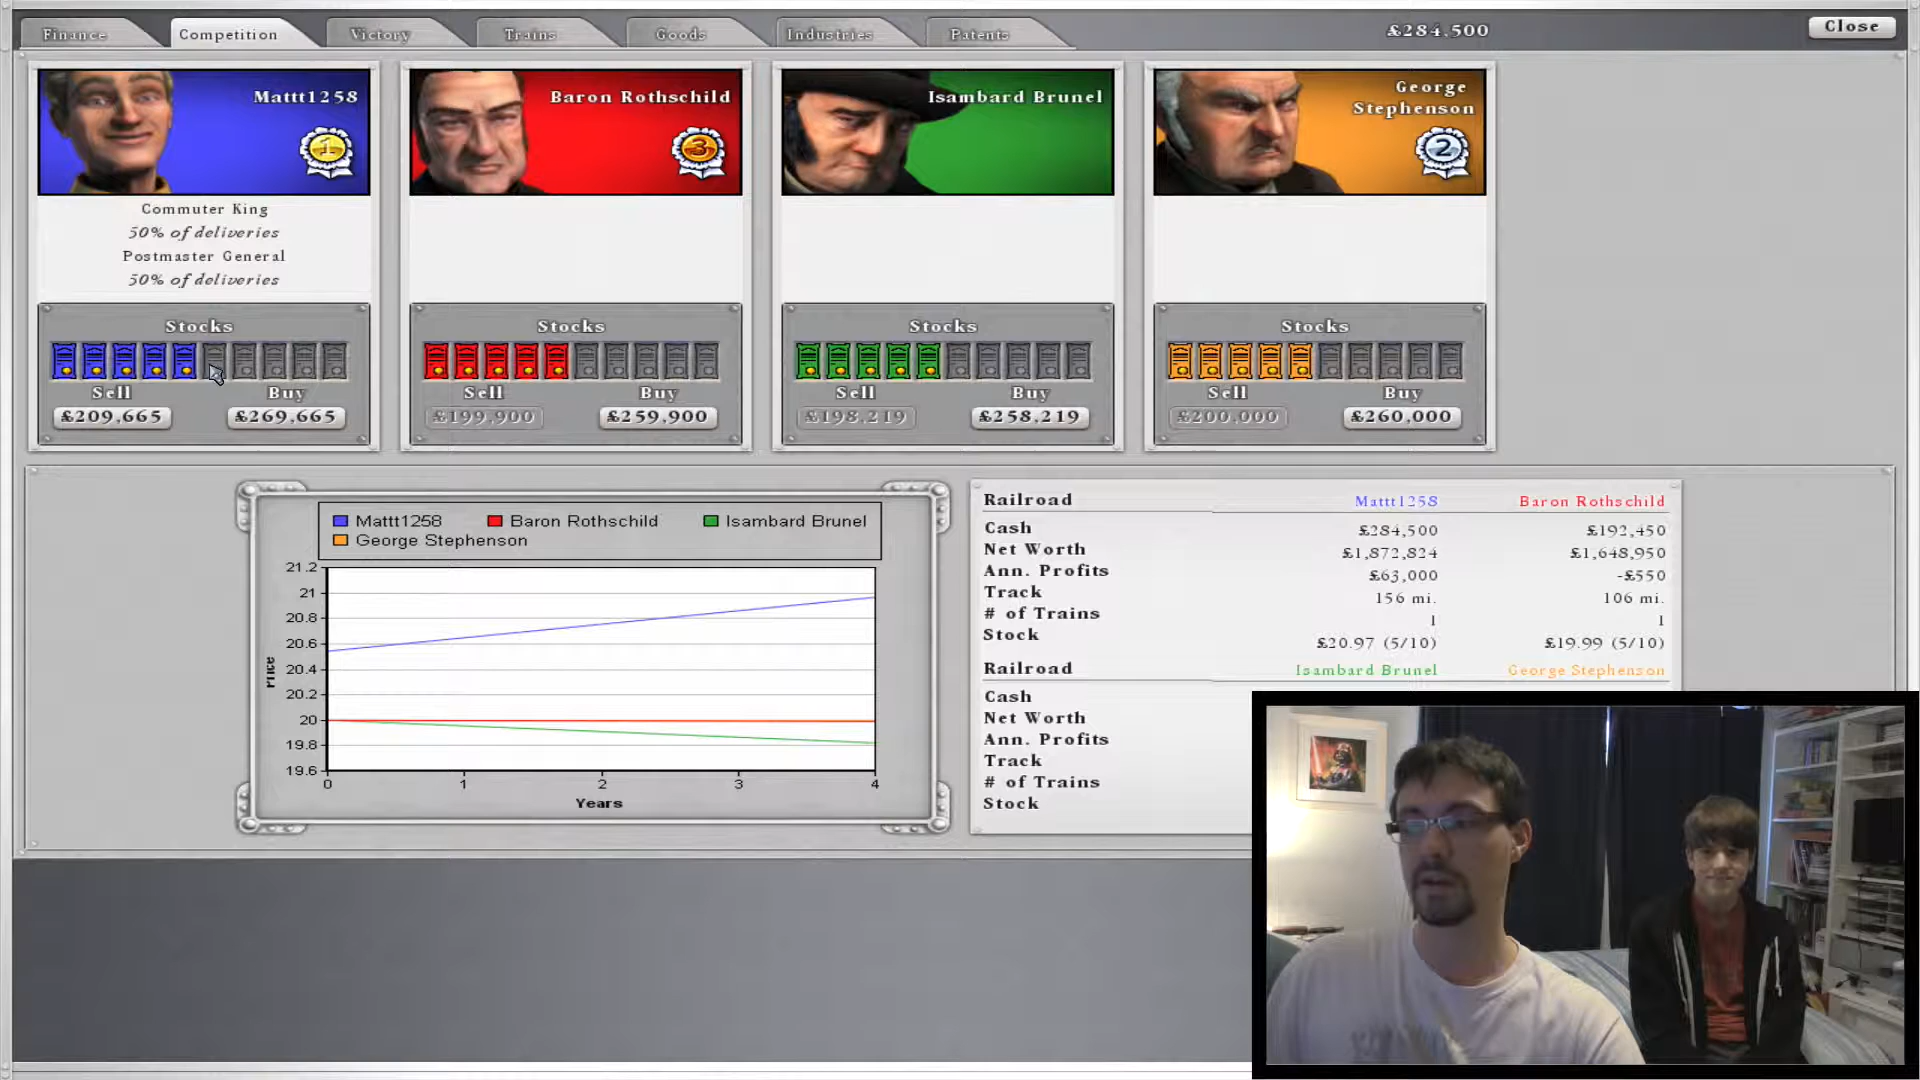 Finance Competition Victory Trains Goods Industries Patents £284,500 Close
Mattt1258
1
Commuter King
50% of deliveries
Postmaster General
50% of deliveries
Stocks
Sell Buy
£209,665 £269,665
Baron Rothschild
3
Stocks
Sell Buy
£199,900 £259,900
Isambard Brunel
Stocks
Sell Buy
£198,219 £258,219
George
Stephenson
2
Stocks
Sell Buy
£200,000 £260,000
Mattt1258 Baron Rothschild Isambard Brunel
George Stephenson
21.2
21
20.8
20.6
20.4
20.2
20
19.8
19.6
Price
0 1 2 3 4
Years
Railroad Mattt1258 Baron Rothschild
Cash £284,500 £192,450
Net Worth £1,872,824 £1,648,950
Ann. Profits £63,000 -£550
Track 156 mi. 106 mi.
# of Trains 1 1
Stock £20.97 (5/10) £19.99 (5/10)
Railroad Isambard Brunel George Stephenson
Cash
Net Worth
Ann. Profits
Track
# of Trains
Stock